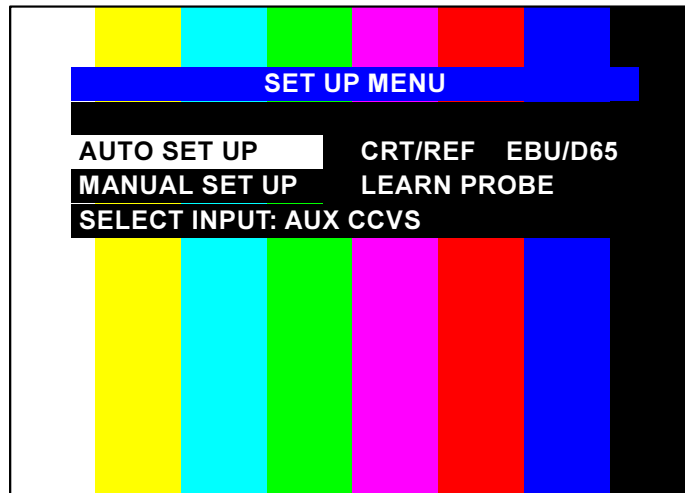 SET UP MENU
AUTO SET UP CRT/REF EBU/D65
MANUAL SET UP LEARN PROBE
SELECT INPUT: AUX CCVS